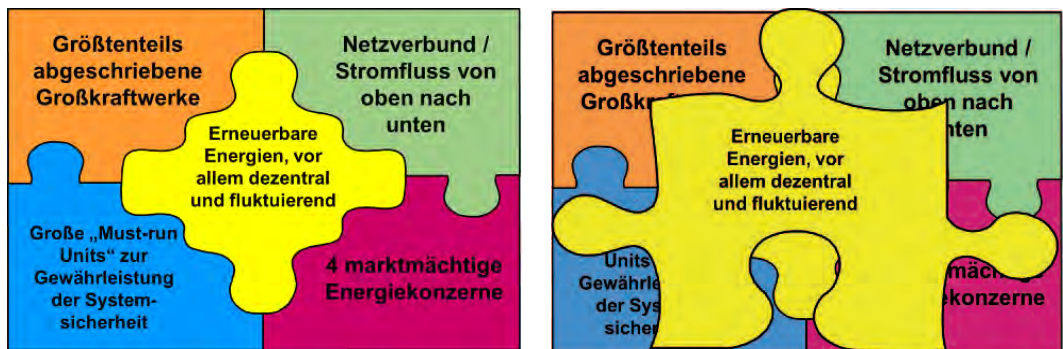 Größtenteils
abgeschriebene
Großkraftwerke
Netzverbund /
Stromfluss von
oben nach
unten
Erneuerbare
Energien, vor
allem dezentral
und fluktuierend
Große „Must-run
Units“ zur
Gewährleistung
der System-
sicherheit
4 marktmächtige
Energiekonzerne
Größtenteils
abgeschriebene
Netzverbund /
Stromfluss von
oben nach
Erneuerbare
Energien, vor
allem dezentral
und fluktuierend
Units
der